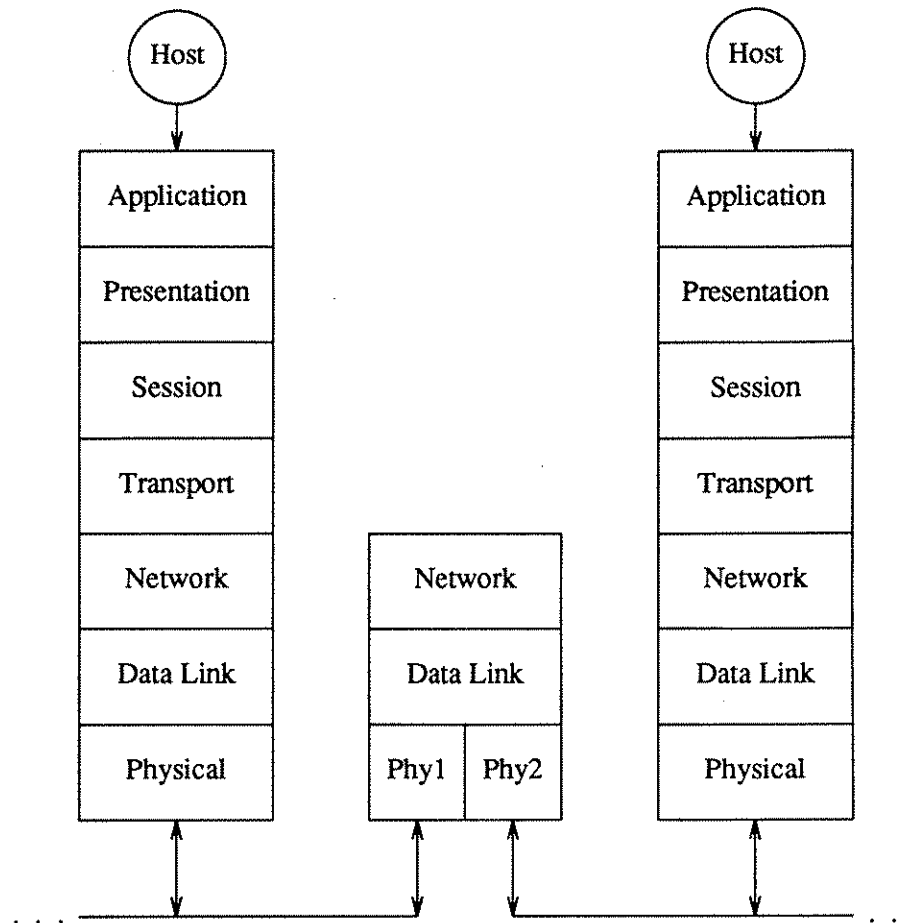 Host
Host
Application
Application
Presentation
Presentation
Session
Session
Transport
Transport
Network
Network
Network
Data Link
Data Link
Data Link
Physical
Phy1
Phy2
Physical